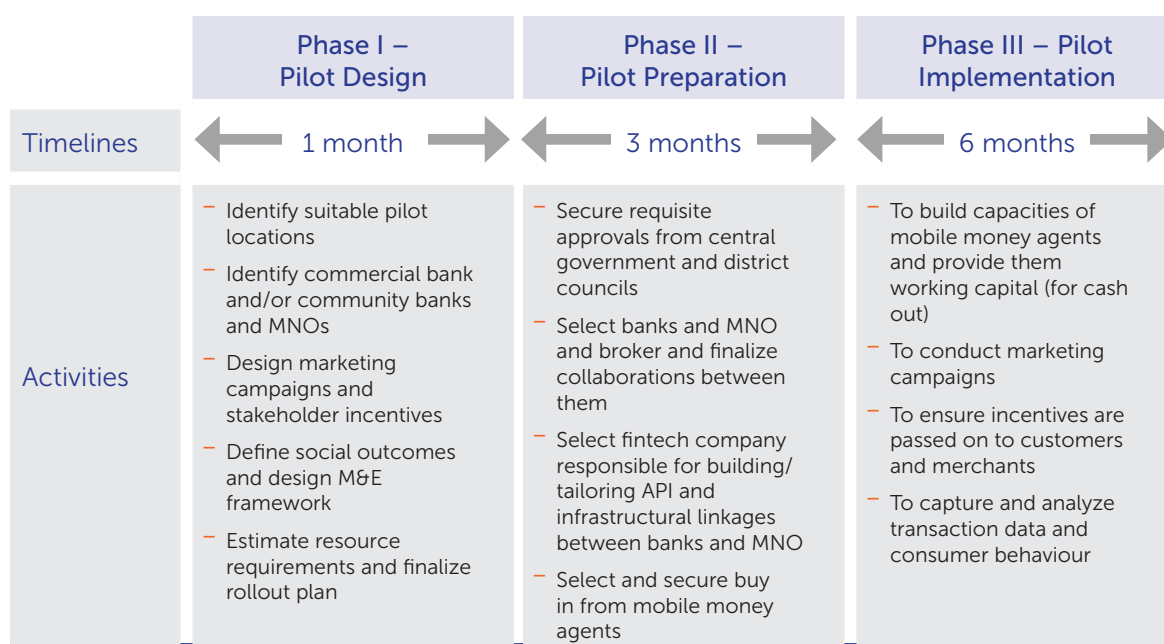 Phase I –
Pilot Design
Phase II –
Pilot Preparation
Phase III – Pilot
Implementation
Timelines
1 month
3 months
6 months
Activities
– Identify suitable pilot
locations
– Identify commercial bank
and/or community banks
and MNOs
– Design marketing
campaigns and
stakeholder incentives
– Define social outcomes
and design M&E
framework
– Estimate resource
requirements and finalize
rollout plan
– Secure requisite
approvals from central
government and district
councils
– Select banks and MNO
and broker and finalize
collaborations between
them
– Select fintech company
responsible for building/
tailoring API and
infrastructural linkages
between banks and MNO
– Select and secure buy
in from mobile money
agents
– To build capacities of
mobile money agents
and provide them
working capital (for cash
out)
– To conduct marketing
campaigns
– To ensure incentives are
passed on to customers
and merchants
– To capture and analyze
transaction data and
consumer behaviour